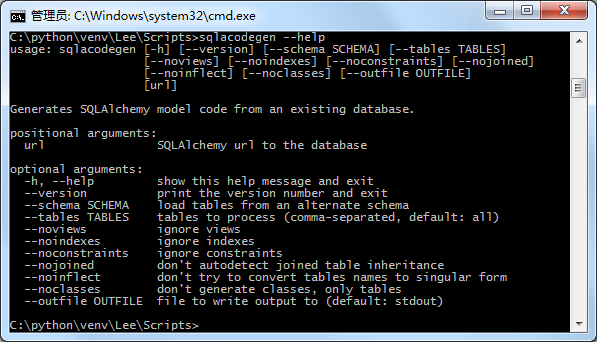 管理员: C:\Windows\system32\cmd.exe
C:\python\venv\Lee\Scripts>sqlacodegen --help
usage: sqlacodegen [-h] [--version] [--schema SCHEMA] [--tables TABLES]
                   [--noviews] [--noindexes] [--noconstraints] [--nojoined]
                   [--noinflect] [--noclasses] [--outfile OUTFILE]
                   [url]
Generates SQLAlchemy model code from an existing database.
positional arguments:
  url                SQLAlchemy url to the database
optional arguments:
  -h, --help         show this help message and exit
  --version          print the version number and exit
  --schema SCHEMA    load tables from an alternate schema
  --tables TABLES    tables to process (comma-separated, default: all)
  --noviews          ignore views
  --noindexes        ignore indexes
  --noconstraints    ignore constraints
  --nojoined         don't autodetect joined table inheritance
  --noinflect        don't try to convert tables names to singular form
  --noclasses        don't generate classes, only tables
  --outfile OUTFILE  file to write output to (default: stdout)
C:\python\venv\Lee\Scripts>